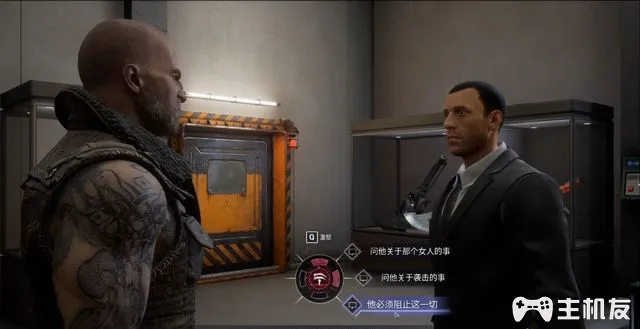 Q 激怒
问他关于那个女人的事
问他关于袭击的事
他必须阻止这一切
主机友